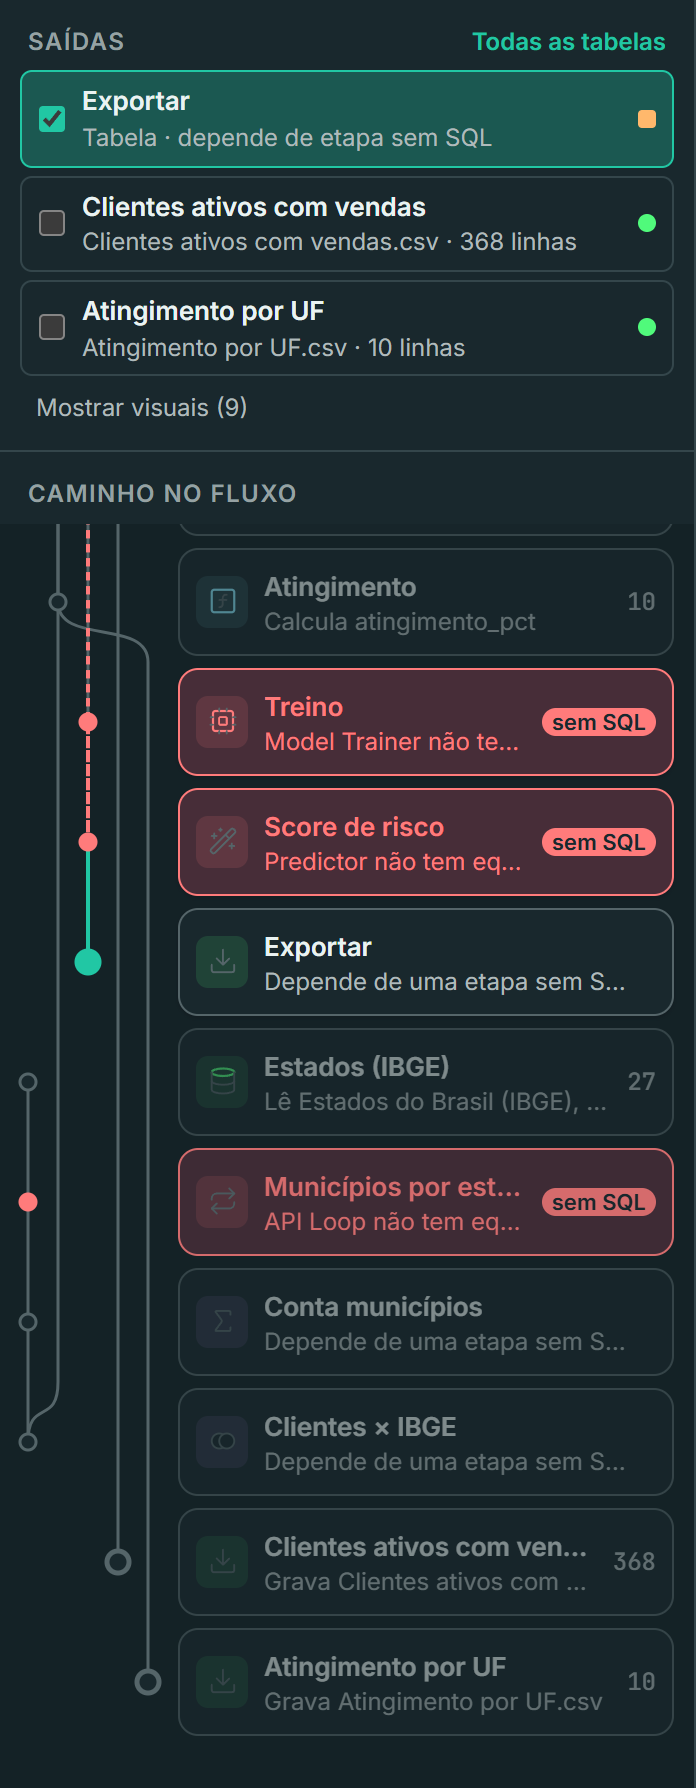 SAÍDAS
Todas as tabelas
Exportar
Tabela · depende de etapa sem SQL
Clientes ativos com vendas
Clientes ativos com vendas.csv · 368 linhas
Atingimento por UF
Atingimento por UF.csv · 10 linhas
Mostrar visuais (9)
CAMINHO NO FLUXO
Atingimento
Calcula atingimento_pct
10
Treino
Model Trainer não te...
sem SQL
Score de risco
Predictor não tem eq...
sem SQL
Exportar
Depende de uma etapa sem S...
Estados (IBGE)
Lê Estados do Brasil (IBGE), ...
27
Municípios por est...
API Loop não tem eq...
sem SQL
Conta municípios
Depende de uma etapa sem S...
Clientes × IBGE
Depende de uma etapa sem S...
Clientes ativos com ven...
Grava Clientes ativos com ...
368
Atingimento por UF
Grava Atingimento por UF.csv
10